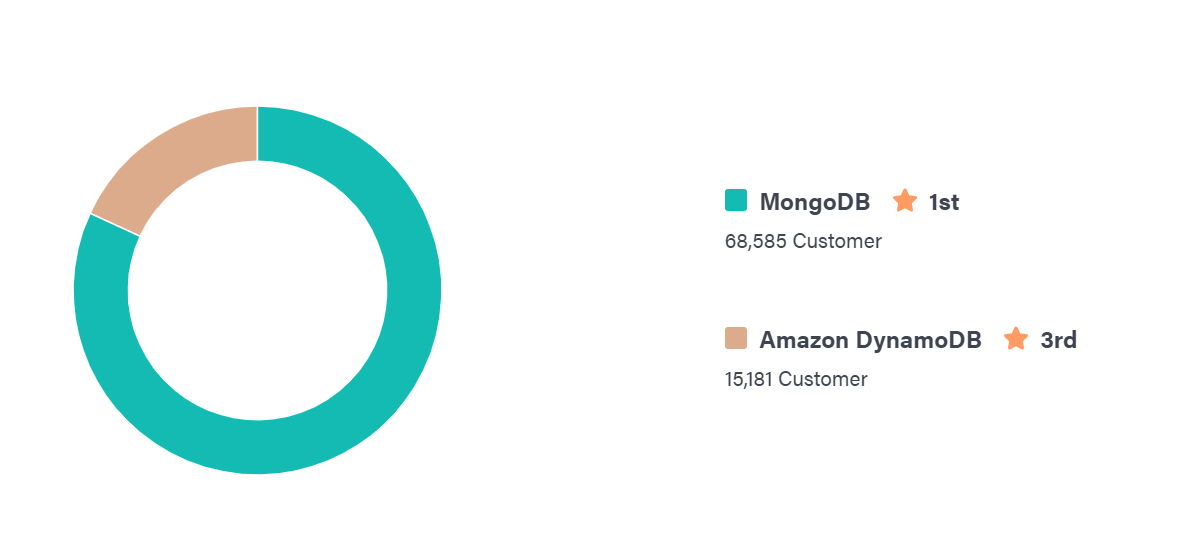 MongoDB 1st
68,585 Customer
Amazon DynamoDB 3rd
15,181 Customer